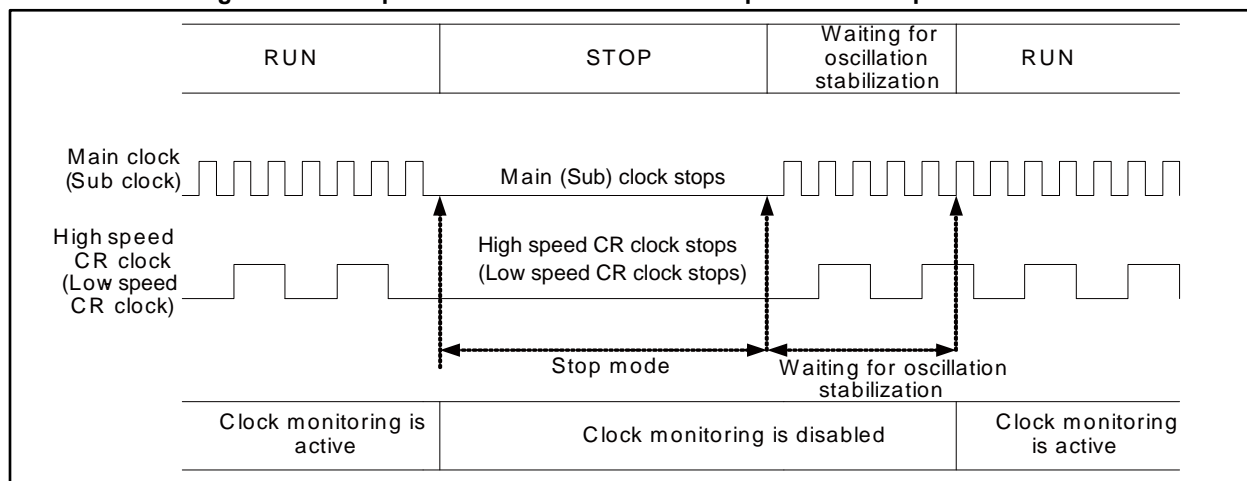 RUN
STOP
Waiting for
oscillation
stabilization
RUN
Main clock
(Sub clock)
Main (Sub) clock stops
High speed
CR clock
(Low speed
CR clock)
High speed CR clock stops
(Low speed CR clock stops)
Stop mode
Waiting for oscillation
stabilization
Clock monitoring is
active
Clock monitoring is disabled
Clock monitoring
is active